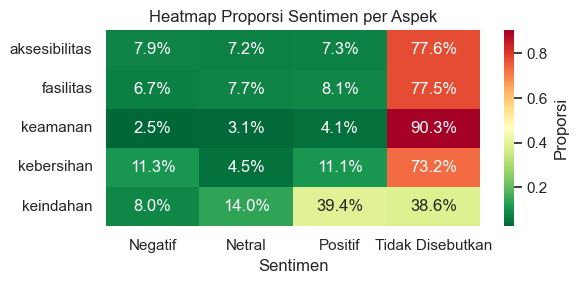 Heatmap Proporsi Sentimen per Aspek
aksesibilitas 7.9% 7.2% 7.3% 77.6%
fasilitas 6.7% 7.7% 8.1% 77.5%
keamanan 2.5% 3.1% 4.1% 90.3%
kebersihan 11.3% 4.5% 11.1% 73.2%
keindahan 8.0% 14.0% 39.4% 38.6%
Negatif Netral Positif Tidak Disebutkan
Sentimen
0.8
0.6
0.4
0.2
Proporsi